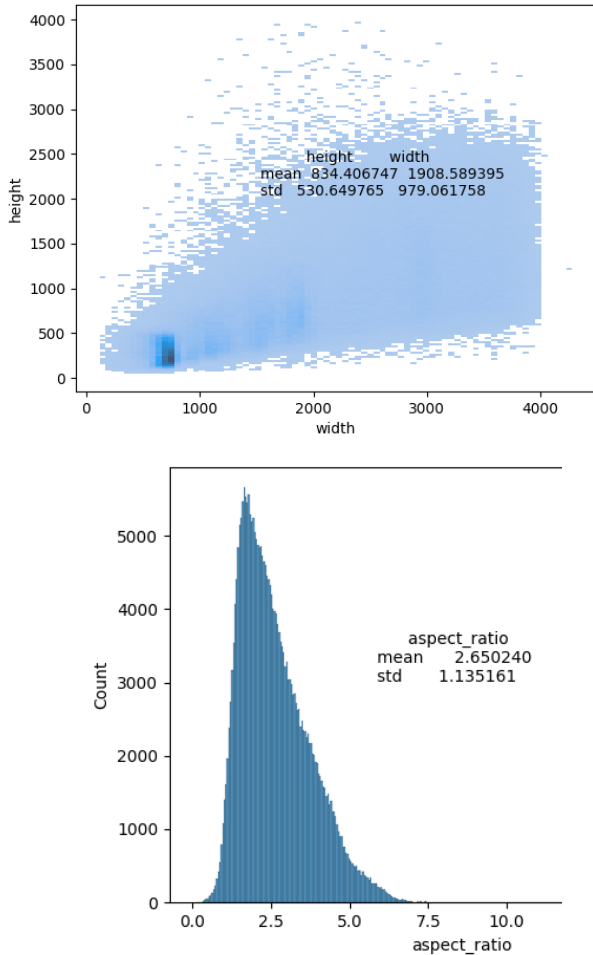 4000
3500
3000
2500
2000
1500
1000
500
0
height
height width
mean 834.406747 1908.589395
std 530.649765 979.061758
0 1000 2000 3000 4000
width
5000
4000
3000
2000
1000
0
Count
aspect_ratio
mean 2.650240
std 1.135161
0.0 2.5 5.0 7.5 10.0
aspect_ratio